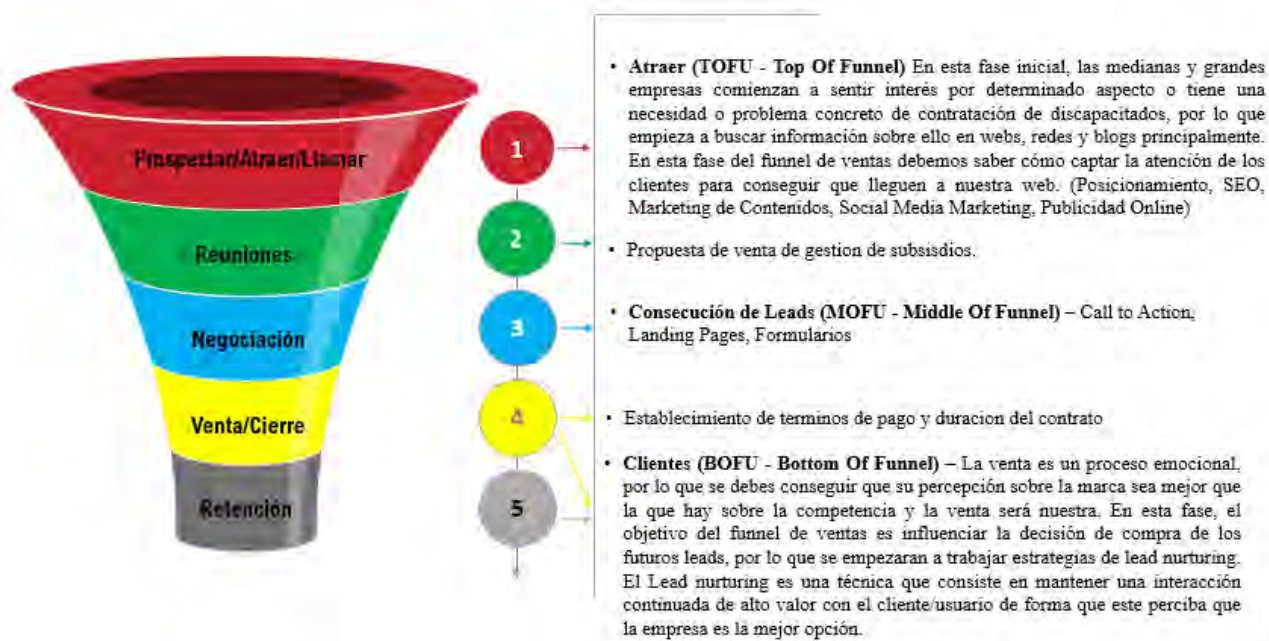 Prospectar/Atraer/Llamar
Reuniones
Negociación
Venta/Cierre
Retención
1
2
3
4
5
• Atraer (TOFU - Top Of Funnel) En esta fase inicial, las medianas y grandes
empresas comienzan a sentir interés por determinado aspecto o tiene una
necesidad o problema concreto de contratación de discapacitados, por lo que
empieza a buscar información sobre ello en webs, redes y blogs principalmente.
En esta fase del funnel de ventas debemos saber cómo captar la atención de los
clientes para conseguir que lleguen a nuestra web. (Posicionamiento, SEO,
Marketing de Contenidos, Social Media Marketing, Publicidad Online)
• Propuesta de venta de gestion de subsisdios.
• Consecución de Leads (MOFU - Middle Of Funnel) – Call to Action,
Landing Pages, Formularios
• Establecimiento de terminos de pago y duracion del contrato
• Clientes (BOFU - Bottom Of Funnel) – La venta es un proceso emocional,
por lo que se debes conseguir que su percepción sobre la marca sea mejor que
la que hay sobre la competencia y la venta será nuestra. En esta fase, el
objetivo del funnel de ventas es influenciar la decisión de compra de los
futuros leads, por lo que se empezaran a trabajar estrategias de lead nurturing.
El Lead nurturing es una técnica que consiste en mantener una interacción
continuada de alto valor con el cliente/usuario de forma que este perciba que
la empresa es la mejor opción.